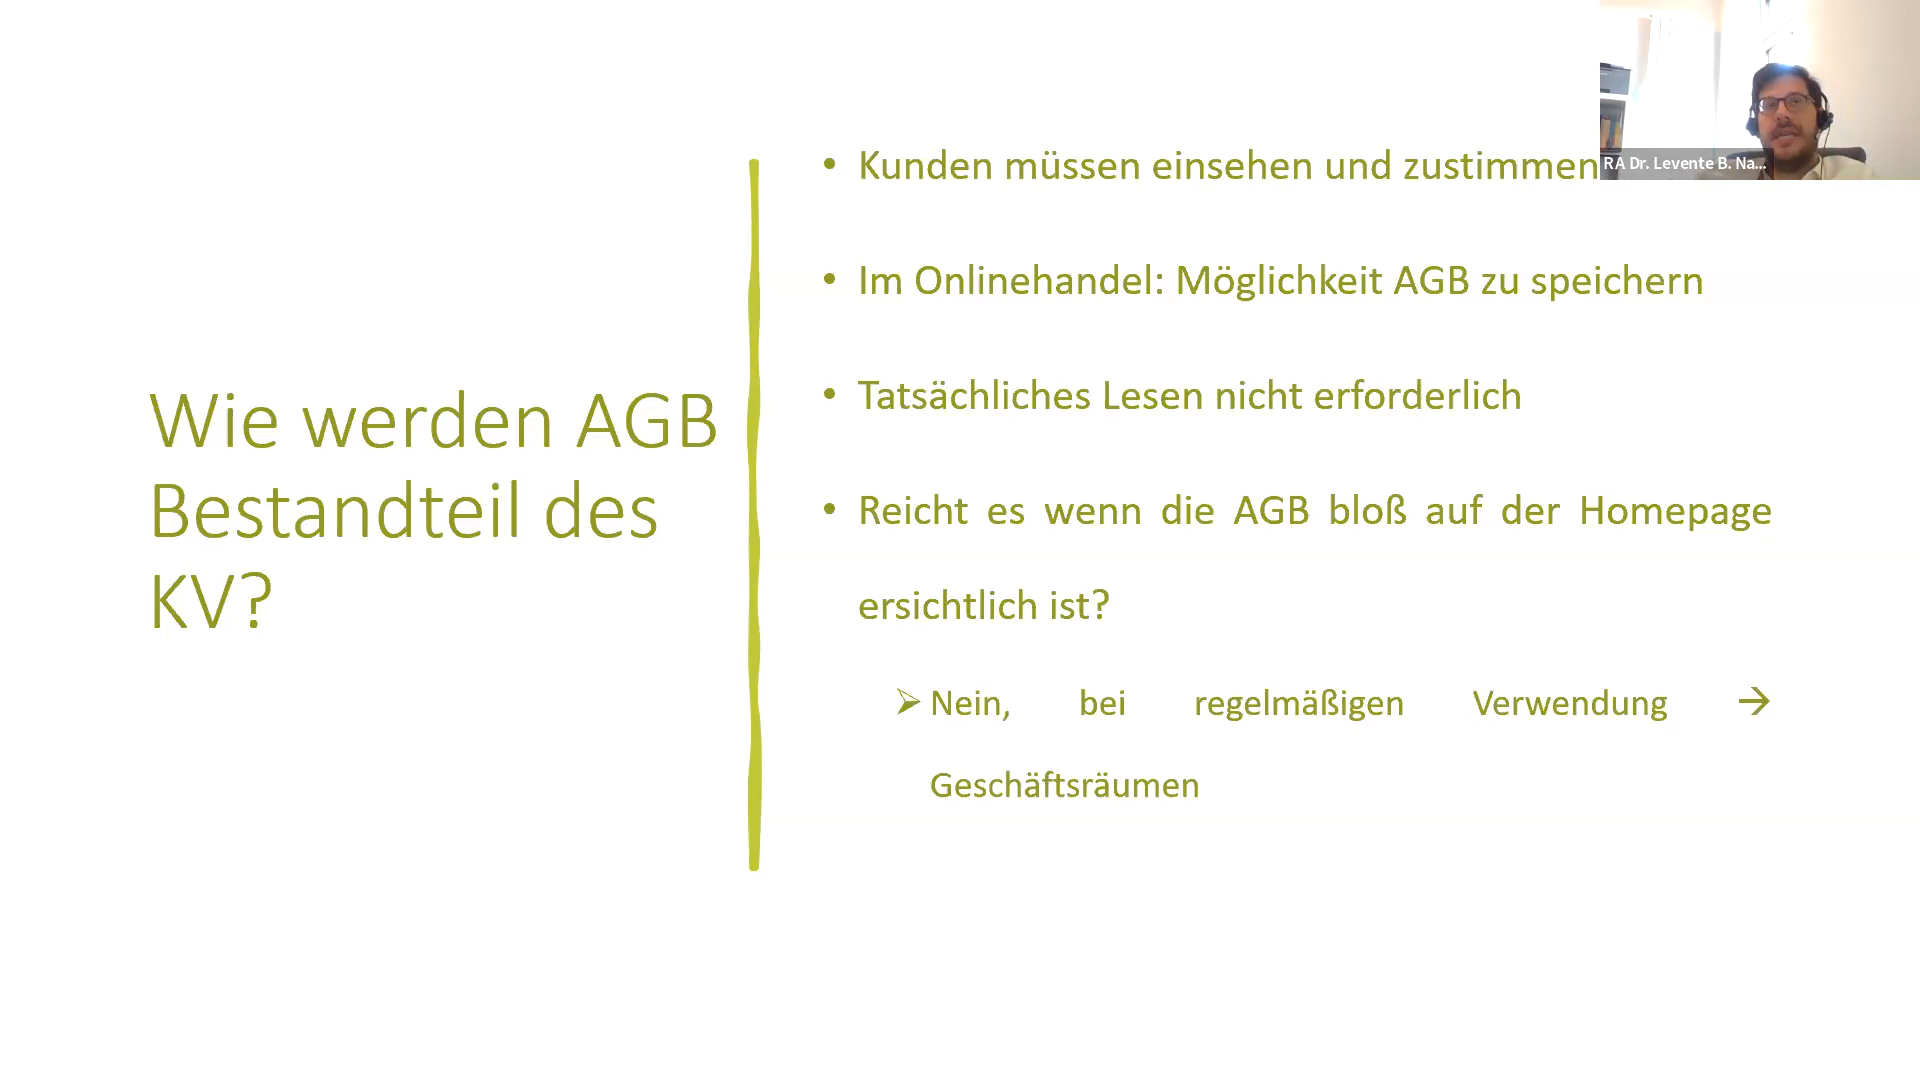 Wie werden AGB
Bestandteil des
KV?
• Kunden müssen einsehen und zustimmen
• Im Onlinehandel: Möglichkeit AGB zu speichern
• Tatsächliches Lesen nicht erforderlich
• Reicht es wenn die AGB bloß auf der Homepage
ersichtlich ist?
➢ Nein, bei regelmäßigen Verwendung →
Geschäftsräumen
RA Dr. Levente B. Na...